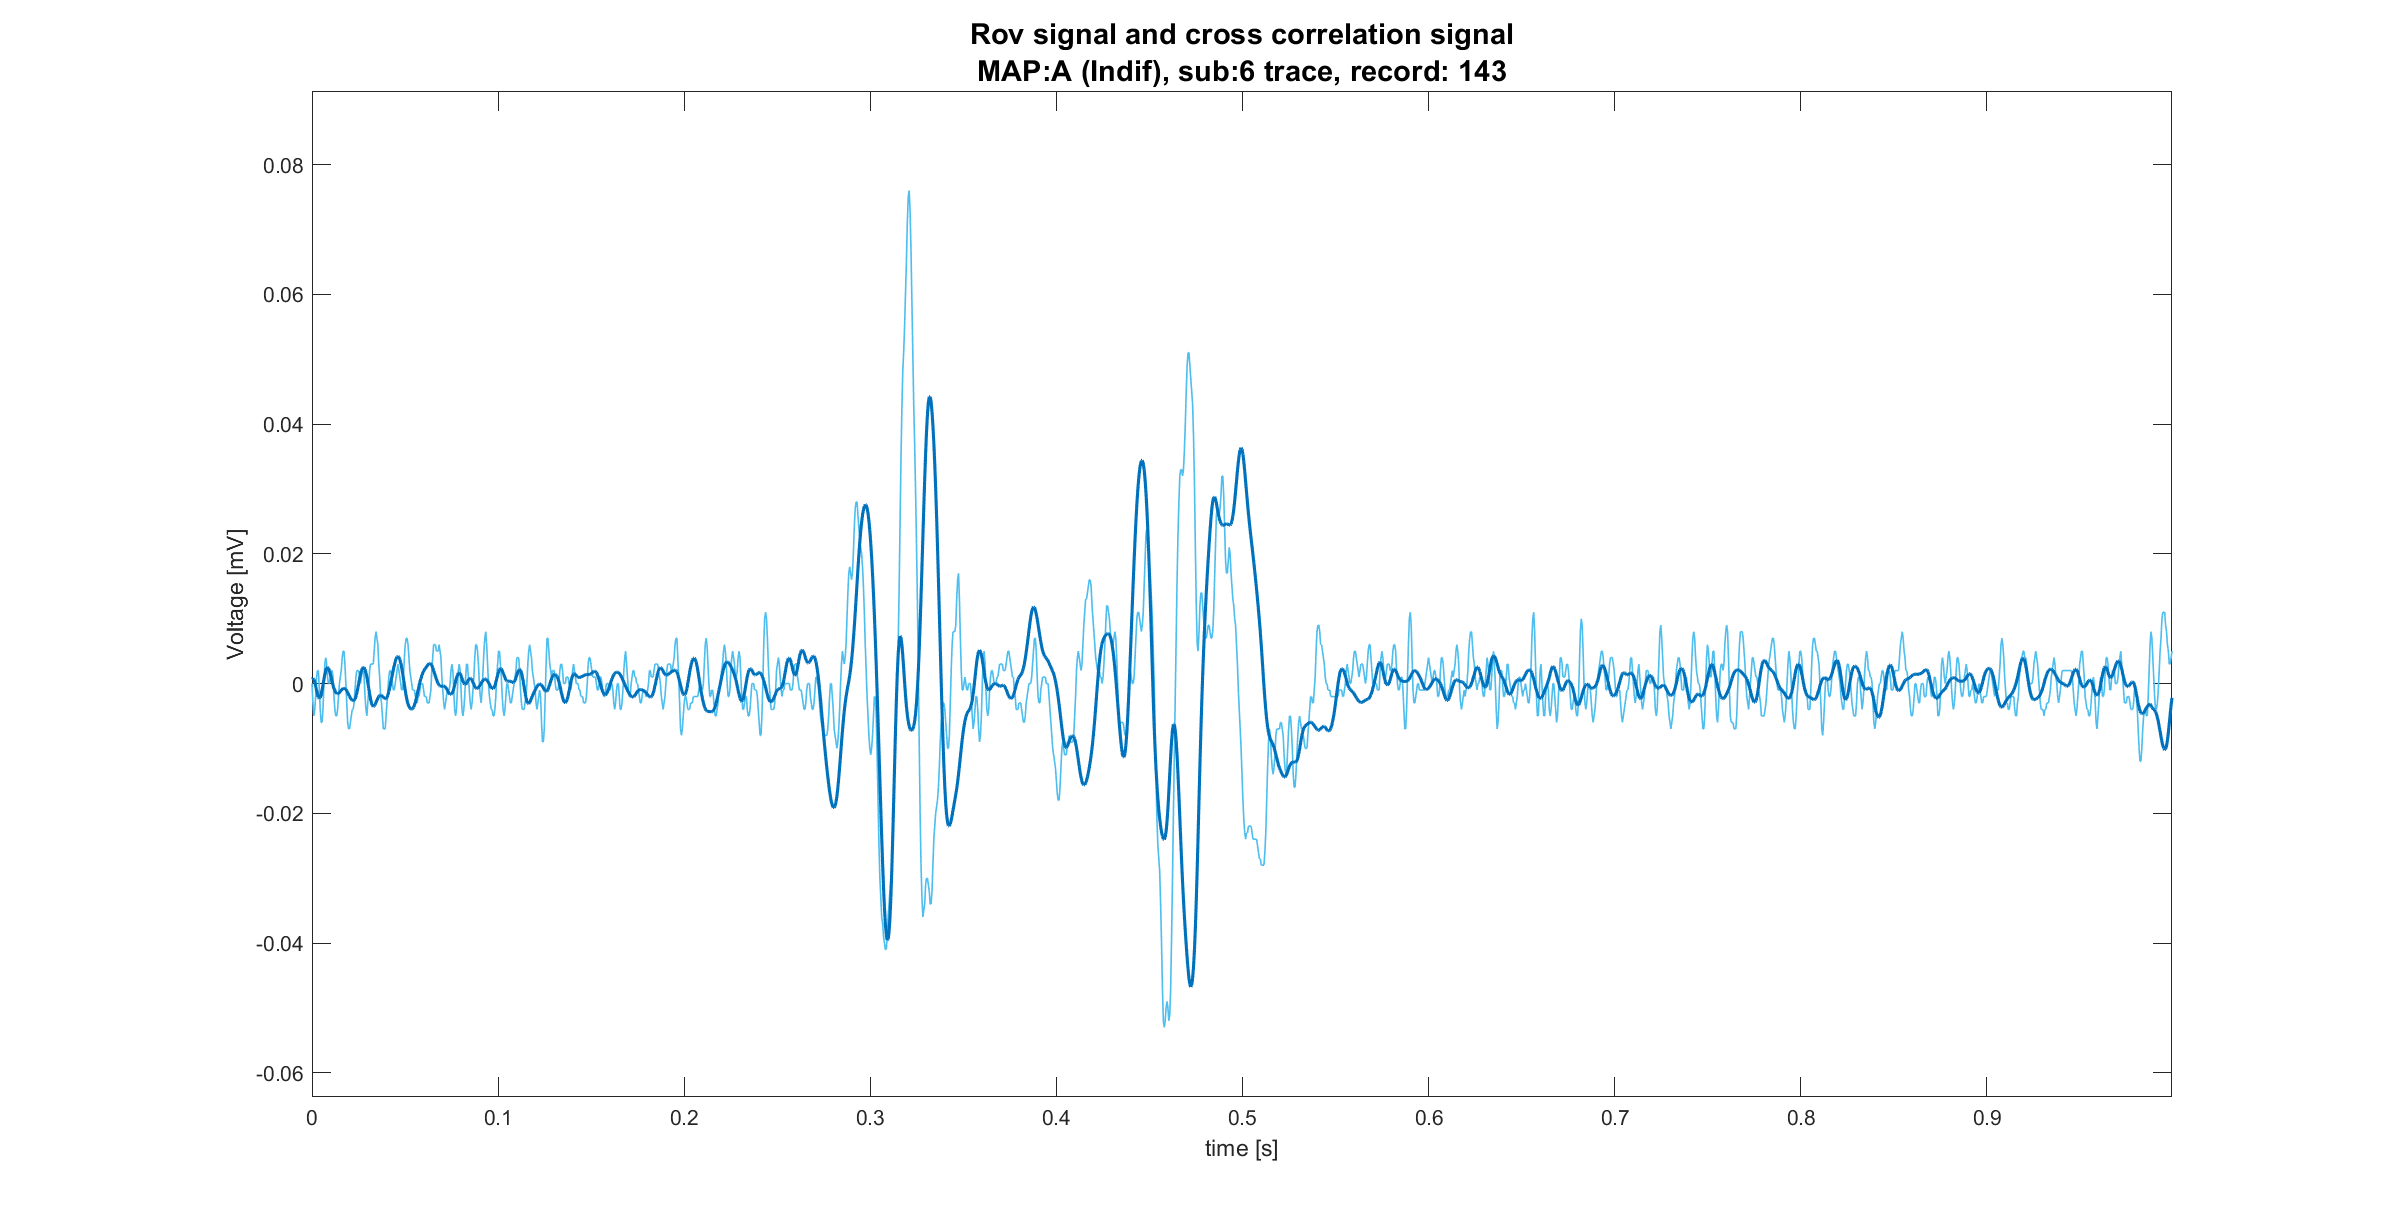 Rov signal and cross correlation signal
MAP:A (Indif), sub:6 trace, record: 143
Voltage [mV]
0.08
0.06
0.04
0.02
0
-0.02
-0.04
-0.06
0 0.1 0.2 0.3 0.4 0.5 0.6 0.7 0.8 0.9
time [s]